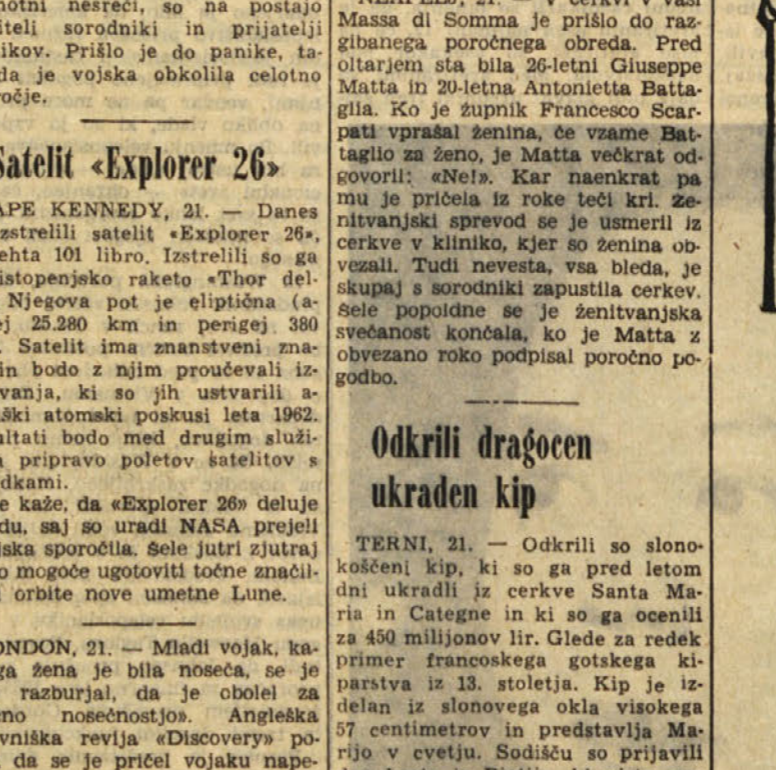 nesreči, so na postajo
sorodniki in prijatelji
Prišlo je do panike, ta-
da je vojska obkolila celotno
Satelit «Explorer 26»
APE KENNEDY, 21. — Danes
zstrelili satelit «Explorer 26»,
ehta 101 libro. Izstrelili so ga
istopenjsko raketo «Thor del-
Njegova pot je eliptična (a-
ej 25.280 km in perigej 380
. Satelit ima znanstveni zna-
in bodo z njim proučevali iz-
vanja, ki so jih ustvarili a-
ški atomski poskusi leta 1962.
ultati bodo med drugim služi-
pripravo poletov satelitov s
dkami.
e kaže, da «Explorer 26» deluje
du, saj so uradi NASA prejeli
jska sporočila. Šele jutri zjutraj
o mogoče ugotoviti točne značil-
i orbite nove umetne Lune.
ONDON, 21. — Mladi vojak, ka-
ga žena je bila noseča, se je
razburjal, da je obolel za
no nosečnostjo». Angleška
vniška revija «Discovery» po-
da se je pričel vojaku nape-
21. — V cerkvi v vasi
Massa di Somma je prišlo do raz-
gibanega poročnega obreda. Pred
oltarjem sta bila 26-letni Giuseppe
Matta in 20-letna Antonietta Batta-
glia. Ko je župnik Francesco Scar-
pati vprašal ženina, če vzame Bat-
taglio za ženo, je Matta večkrat od-
govoril: «Ne!». Kar naenkrat pa
mu je pričela iz roke teči kri. Že-
nitvanjski sprevod se je usmeril iz
cerkve v kliniko, kjer so ženina ob-
vezali. Tudi nevesta, vsa bleda, je
skupaj s sorodniki zapustila cerkev.
Šele popoldne se je ženitvanjska
svečanost končala, ko je Matta z
obvezano roko podpisal poročno po-
godbo.
Odkrili dragocen
ukraden kip
TERNI, 21. — Odkrili so slono-
koščeni kip, ki so ga pred letom
dni ukradli iz cerkve Santa Ma-
ria in Categne in ki so ga ocenili
za 450 milijonov lir. Glede za redek
primer francoskega gotskega ki-
parstva iz 13. stoletja. Kip je iz-
delan iz slonovega okla visokega
57 centimetrov in predstavlja Ma-
rijo v cvetju. Sodišču so prijavili